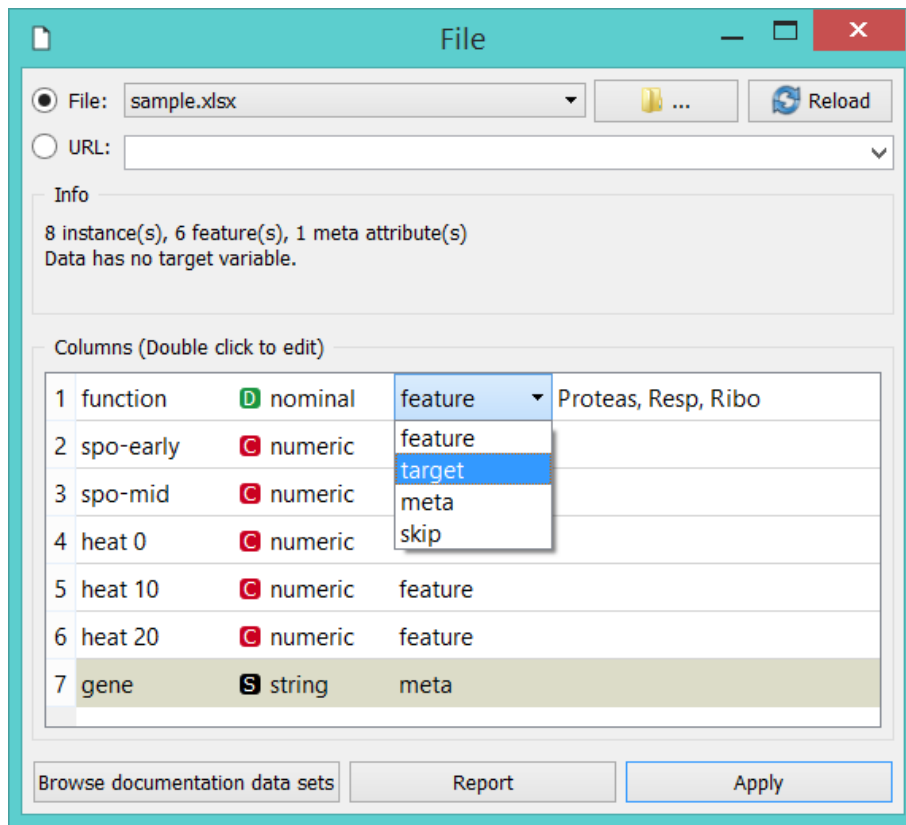 File
File: sample.xlsx ... Reload
URL:
Info
8 instance(s), 6 feature(s), 1 meta attribute(s)
Data has no target variable.
Columns (Double click to edit)
1 function D nominal feature Proteas, Resp, Ribo
2 spo-early C numeric feature
3 spo-mid C numeric target
meta
4 heat 0 C numeric skip
5 heat 10 C numeric feature
6 heat 20 C numeric feature
7 gene S string meta
Browse documentation data sets Report Apply